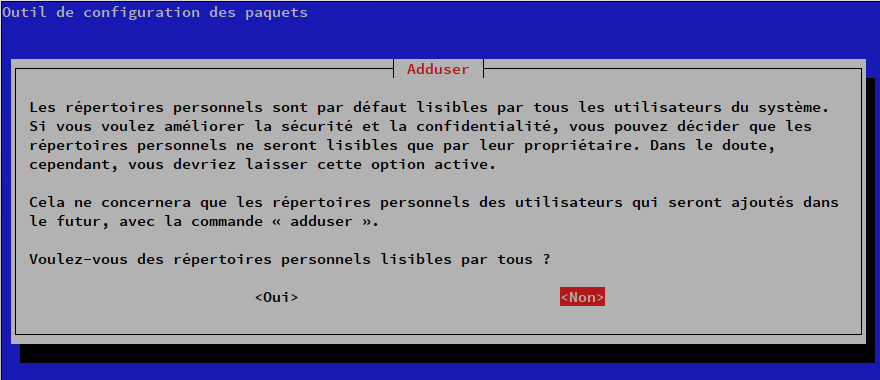 Outil de configuration des paquets
Adduser
Les répertoires personnels sont par défaut lisibles par tous les utilisateurs du système.
Si vous voulez améliorer la sécurité et la confidentialité, vous pouvez décider que les
répertoires personnels ne seront lisibles que par leur propriétaire. Dans le doute,
cependant, vous devriez laisser cette option active.
Cela ne concernera que les répertoires personnels des utilisateurs qui seront ajoutés dans
le futur, avec la commande « adduser ».
Voulez-vous des répertoires personnels lisibles par tous ?
<Oui> <Non>